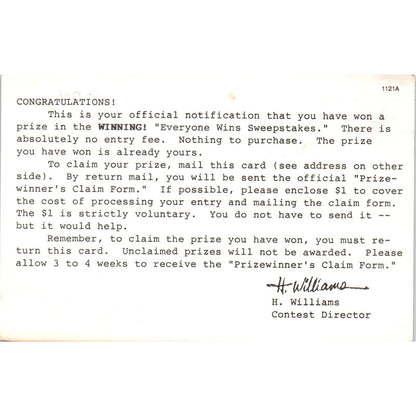 1121A
CONGRATULATIONS!
This is your official notification that you have won a
prize in the WINNING! "Everyone Wins Sweepstakes." There is
absolutely no entry fee. Nothing to purchase. The prize
you have won is already yours.
To claim your prize, mail this card (see address on other
side). By return mail, you will be sent the official "Prize-
winner's Claim Form." If possible, please enclose $1 to cover
the cost of processing your entry and mailing the claim form.
The $1 is strictly voluntary. You do not have to send it --
but it would help.
Remember, to claim the prize you have won, you must re-
turn this card. Unclaimed prizes will not be awarded. Please
allow 3 to 4 weeks to receive the "Prizewinner's Claim Form."
H. Williams
H. Williams
Contest Director